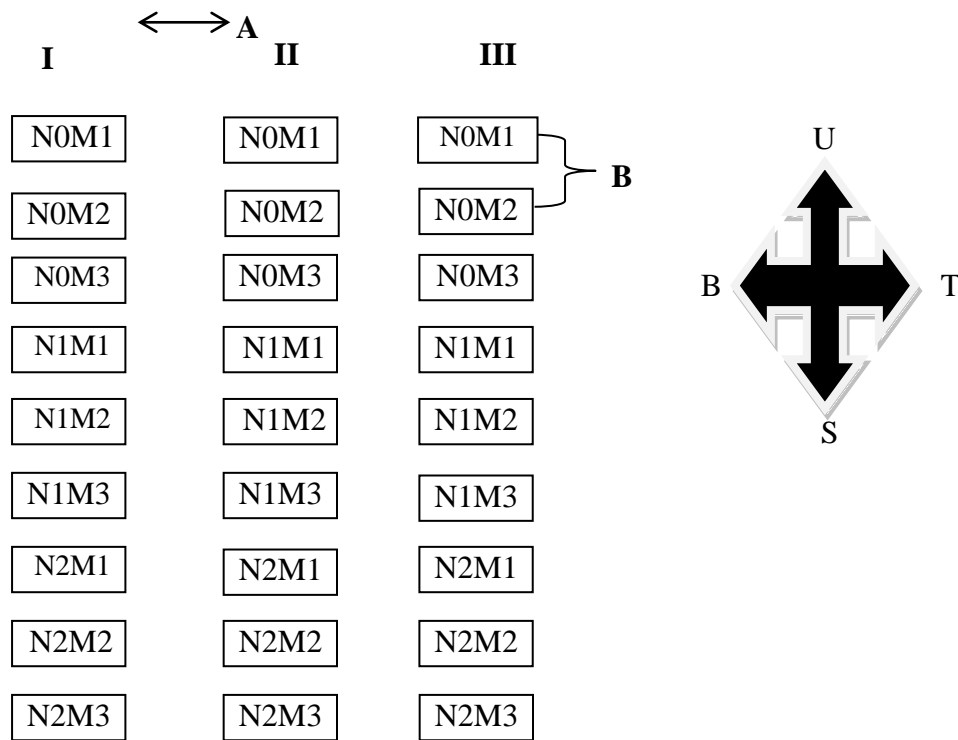 A
I II III
N0M1 N0M1 N0M1
B
N0M2 N0M2 N0M2
N0M3 N0M3 N0M3
N1M1 N1M1 N1M1
N1M2 N1M2 N1M2
N1M3 N1M3 N1M3
N2M1 N2M1 N2M1
N2M2 N2M2 N2M2
N2M3 N2M3 N2M3
U
B T
S